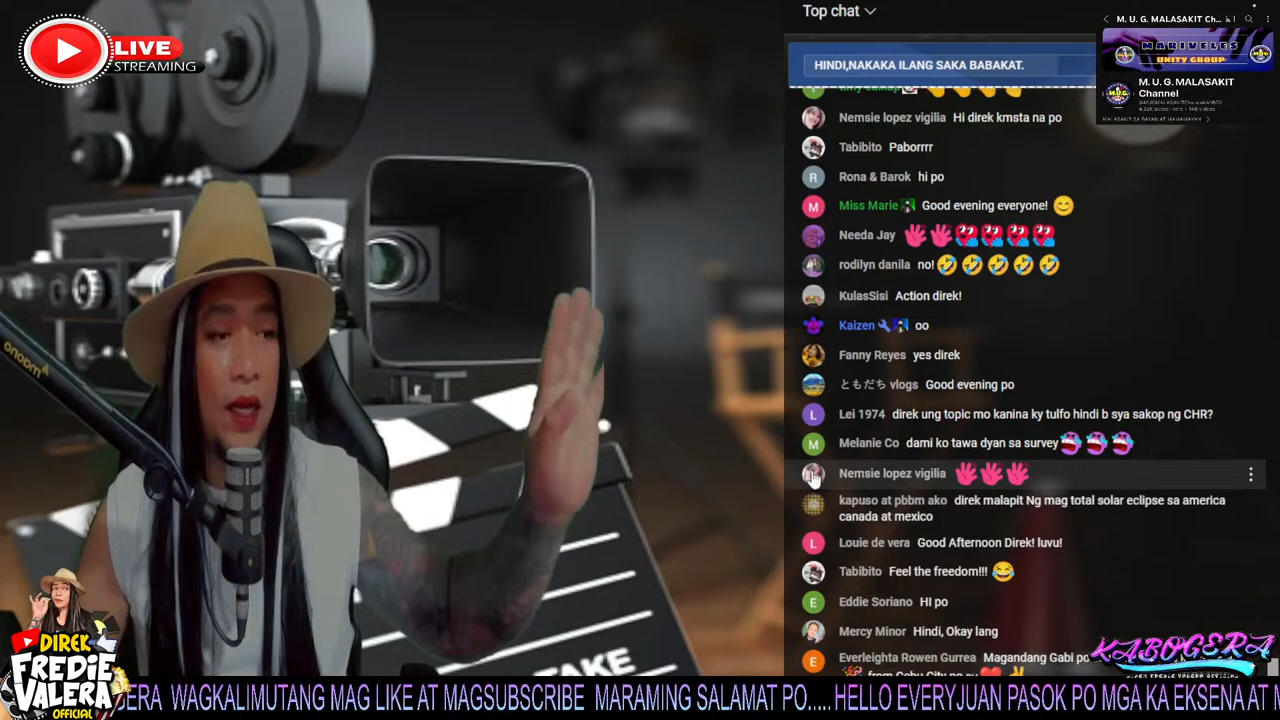 LIVE
STREAMING
maono
TAKE
DIREK
FREDIE
VALERA
OFFICIAL
Top chat
HINDI,NAKAKA ILANG SAKA BABAKAT.
M. U. G. MALASAKIT Ch...
MARIVELES
UNITY GROUP
M. U. G. MALASAKIT
Channel
Nemsie lopez vigilia Hi direk kmsta na po
Tabibito Paborrrr
R Rona & Barok hi po
M Miss Marie Good evening everyone! 😊
Needa Jay
rodilyn danila no! 🤣🤣🤣🤣🤣
KulasSisi Action direk!
Kaizen oo
Fanny Reyes yes direk
ともだち vlogs Good evening po
L Lei 1974 direk ung topic mo kanina ky tulfo hindi b sya sakop ng CHR?
M Melanie Co dami ko tawa dyan sa survey
Nemsie lopez vigilia
kapuso at pbbm ako direk malapit Ng mag total solar eclipse sa america
canada at mexico
L Louie de vera Good Afternoon Direk! luvu!
Tabibito Feel the freedom!!! 😂
E Eddie Soriano HI po
Mercy Minor Hindi, Okay lang
E Everleighta Rowen Gurrea Magandang Gabi po
KABOGERA
ERA WAGKALIMUTANG MAG LIKE AT MAGSUBSCRIBE MARAMING SALAMAT PO..... HELLO EVERYJUAN PASOK PO MGA KA EKSENA AT